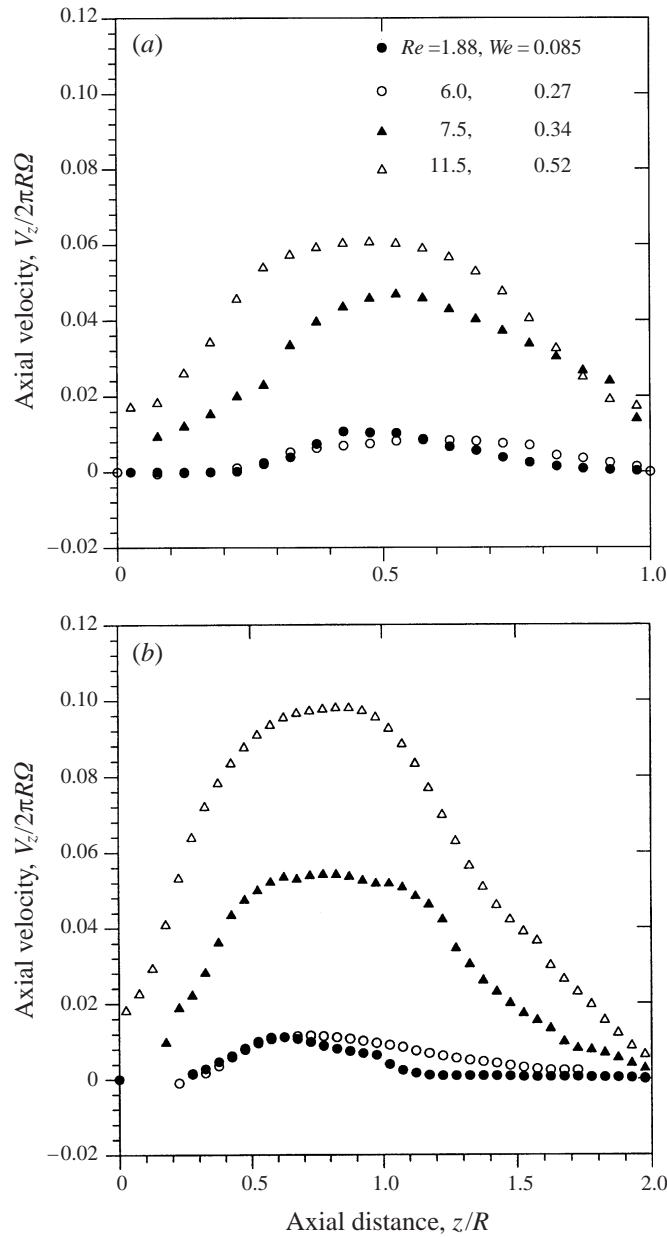 0.12
(a)
● Re =1.88, We = 0.085
0.10
○ 6.0, 0.27
▲ 7.5, 0.34
0.08
△ 11.5, 0.52
0.06
0.04
0.02
0
−0.02
Axial velocity, V_z/2πRΩ
0 0.5 1.0
0.12
(b)
0.10
0.08
0.06
0.04
0.02
0
−0.02
Axial velocity, V_z/2πRΩ
0 0.5 1.0 1.5 2.0
Axial distance, z/R